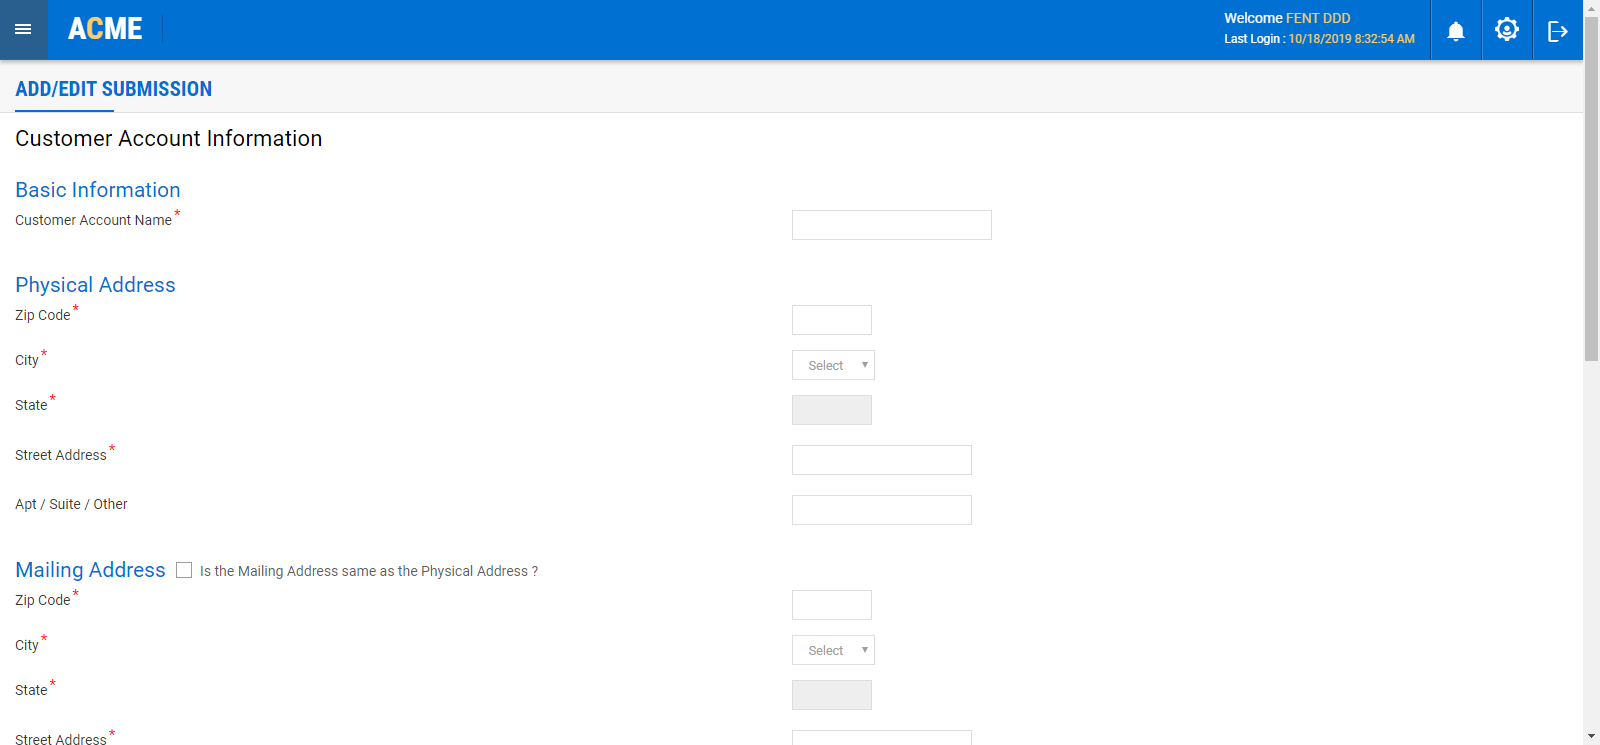 ACME
Welcome FENT DDD
Last Login : 10/18/2019 8:32:54 AM
ADD/EDIT SUBMISSION
Customer Account Information
Basic Information
Customer Account Name*
Physical Address
Zip Code*
City*
Select
State*
Street Address*
Apt / Suite / Other
Mailing Address
Is the Mailing Address same as the Physical Address ?
Zip Code*
City*
Select
State*
Street Address*